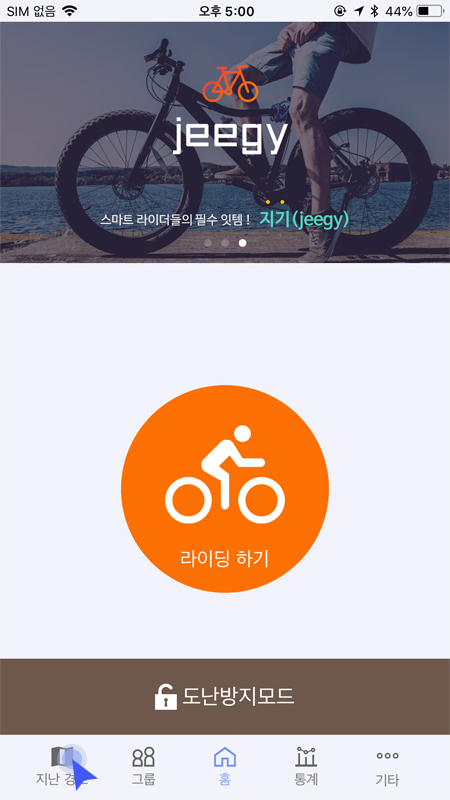 SIM 없음 오후 5:00 44%
jeegy
스마트 라이더들의 필수 잇템 ! 지기(jeegy)
라이딩 하기
도난방지모드
지난 그룹 홈 통계 기타